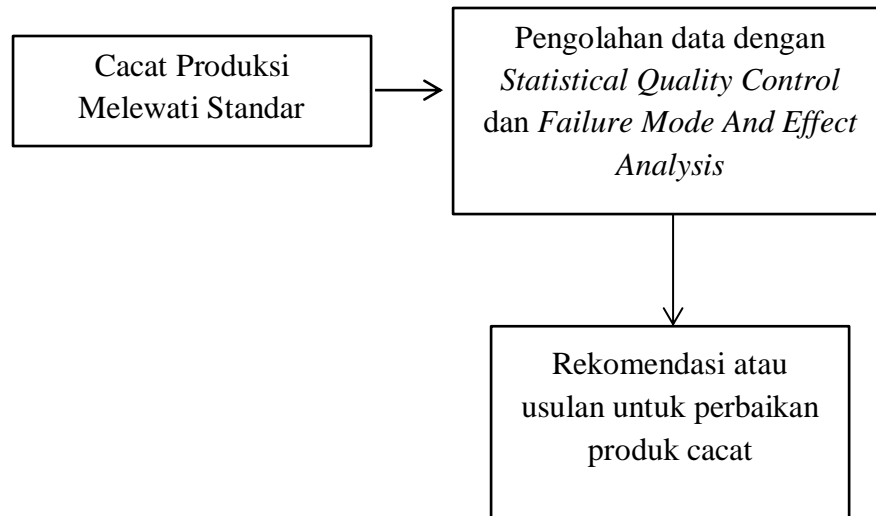 Cacat Produksi
Melewati Standar
Pengolahan data dengan
Statistical Quality Control
dan Failure Mode And Effect
Analysis
Rekomendasi atau
usulan untuk perbaikan
produk cacat